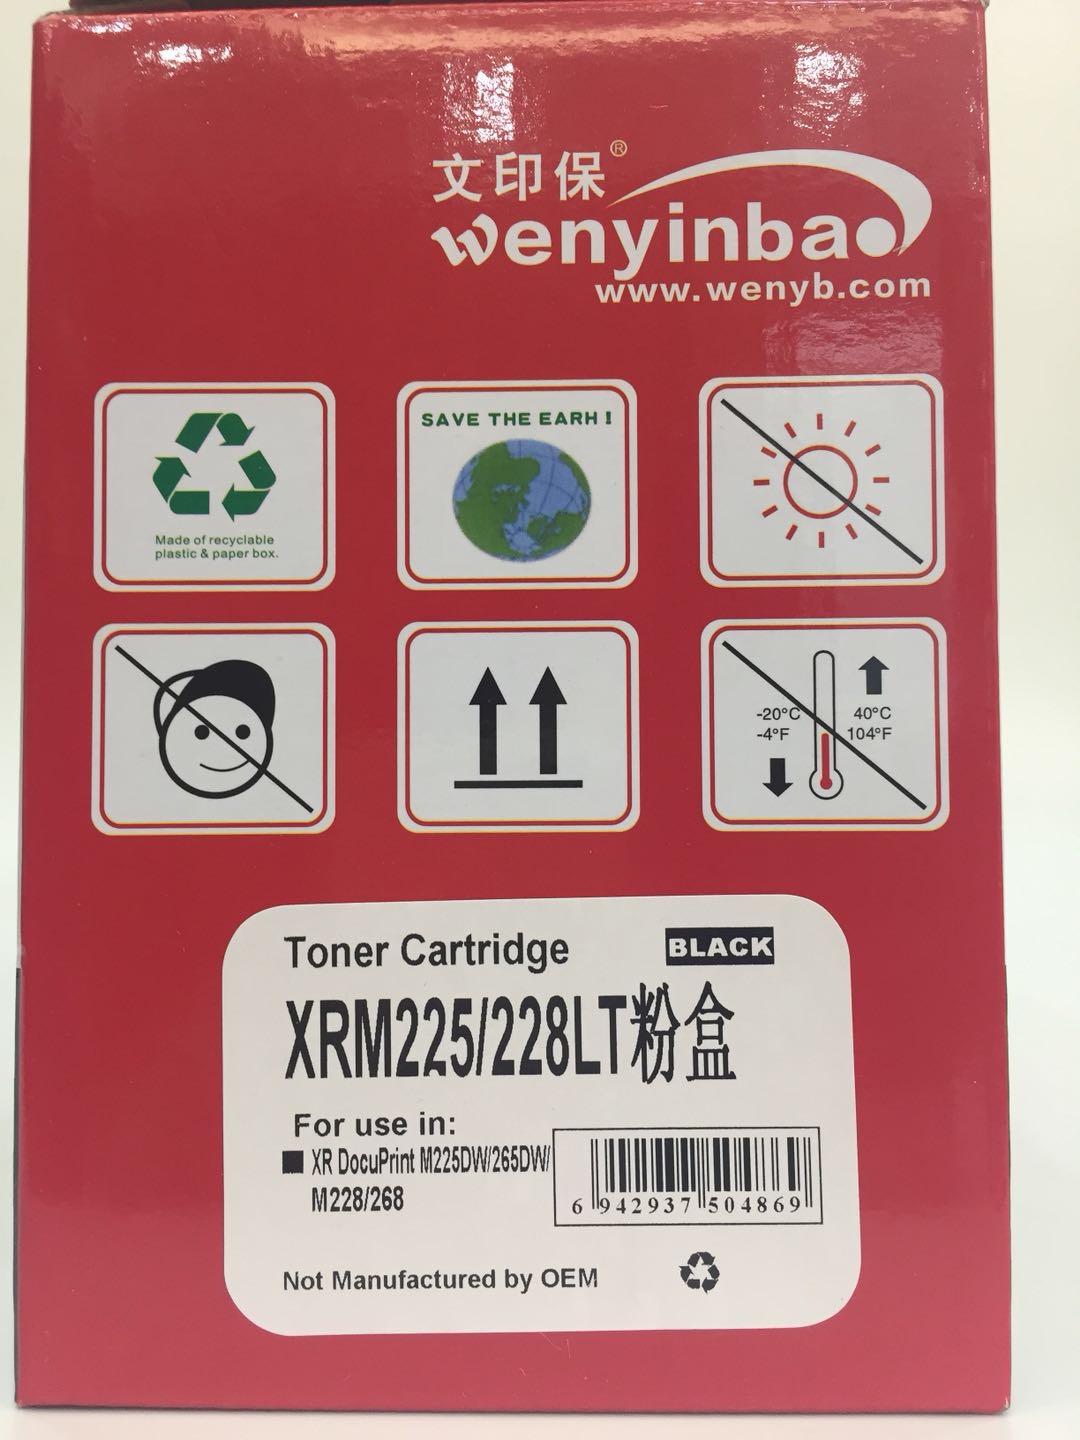 文印保®
wenyinbao
www.wenyb.com
Made of recyclable
plastic & paper box.
SAVE THE EARH !
-20°C
-4°F
40°C
104°F
Toner Cartridge
BLACK
XRM225/228LT粉盒
For use in:
XR DocuPrint M225DW/265DW/
M228/268
6 942937 504869
Not Manufactured by OEM